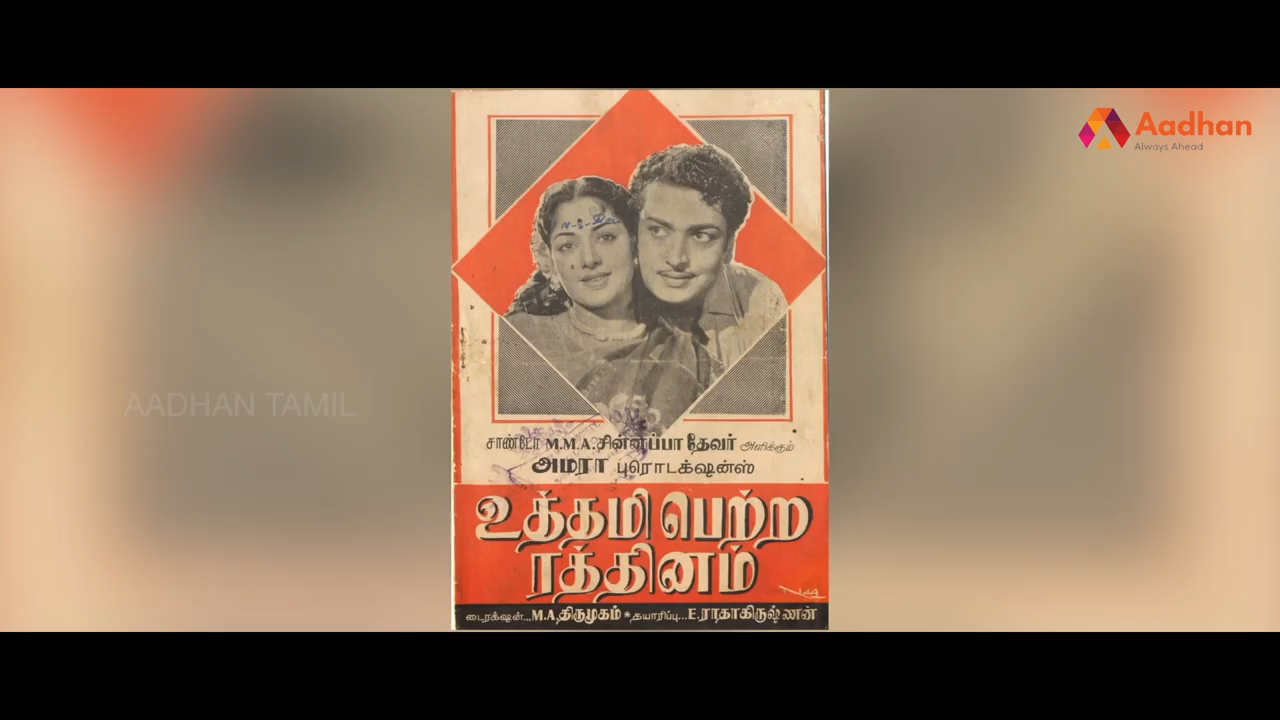 Aadhan
Always Ahead
AADHAN TAMIL
சாண்டோ M.M.A.சின்னப்பா தேவர் அளிக்கும்
அமரா புரொடக்ஷன்ஸ்
உத்தமி பெற்ற
ரத்தினம்
டைரக்ஷன்...M.A.திருமுகம் * தயாரிப்பு...E.ராதாகிருஷ்ணன்